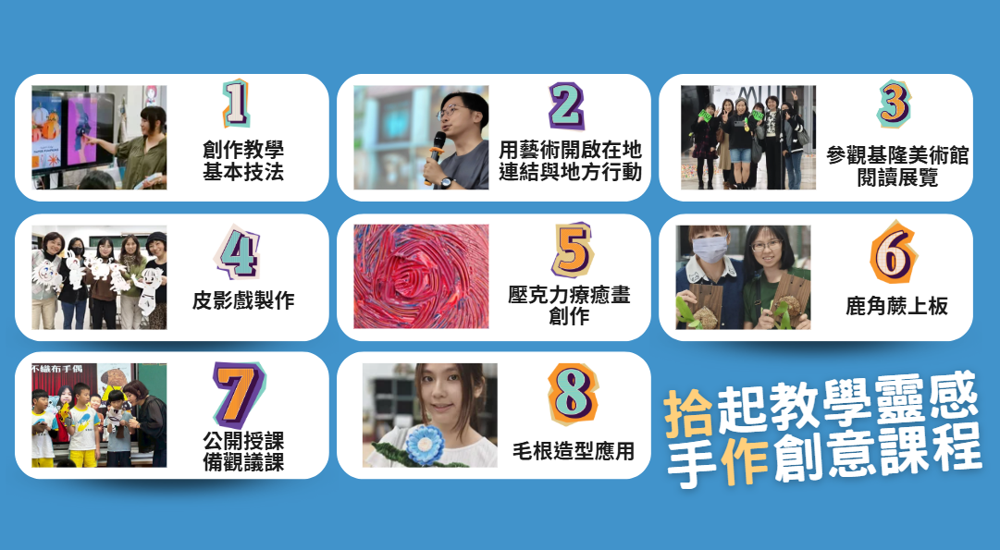 1
創作教學
基本技法
2
用藝術開啟在地
連結與地方行動
3
參觀基隆美術館
閱讀展覽
4
皮影戲製作
5
壓克力療癒畫
創作
6
鹿角蕨上板
不織布手偶
7
公開授課
備觀議課
8
毛根造型應用
拾起教學靈感
手作創意課程